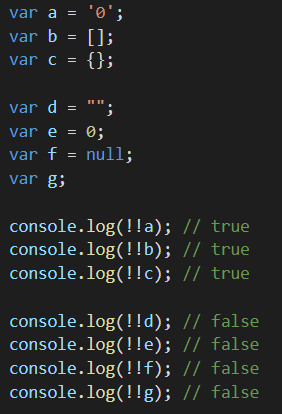 var a = '0';
var b = [];
var c = {};
var d = "";
var e = 0;
var f = null;
var g;
console.log(!!a); // true
console.log(!!b); // true
console.log(!!c); // true
console.log(!!d); // false
console.log(!!e); // false
console.log(!!f); // false
console.log(!!g); // false